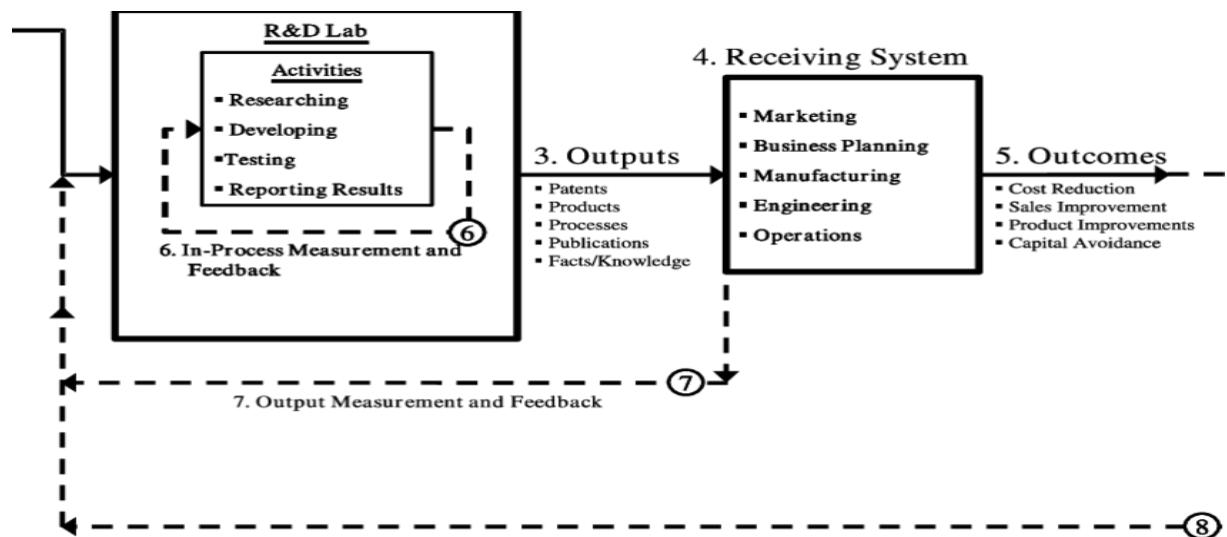 R&D Lab
Activities
▪ Researching
▪ Developing
▪Testing
▪ Reporting Results
6
6. In-Process Measurement and
Feedback
3. Outputs
▪ Patents
▪ Products
▪ Processes
▪ Publications
▪ Facts/Knowledge
4. Receiving System
▪ Marketing
▪ Business Planning
▪ Manufacturing
▪ Engineering
▪ Operations
5. Outcomes
▪ Cost Reduction
▪ Sales Improvement
▪ Product Improvements
▪ Capital Avoidance
7
7. Output Measurement and Feedback
8